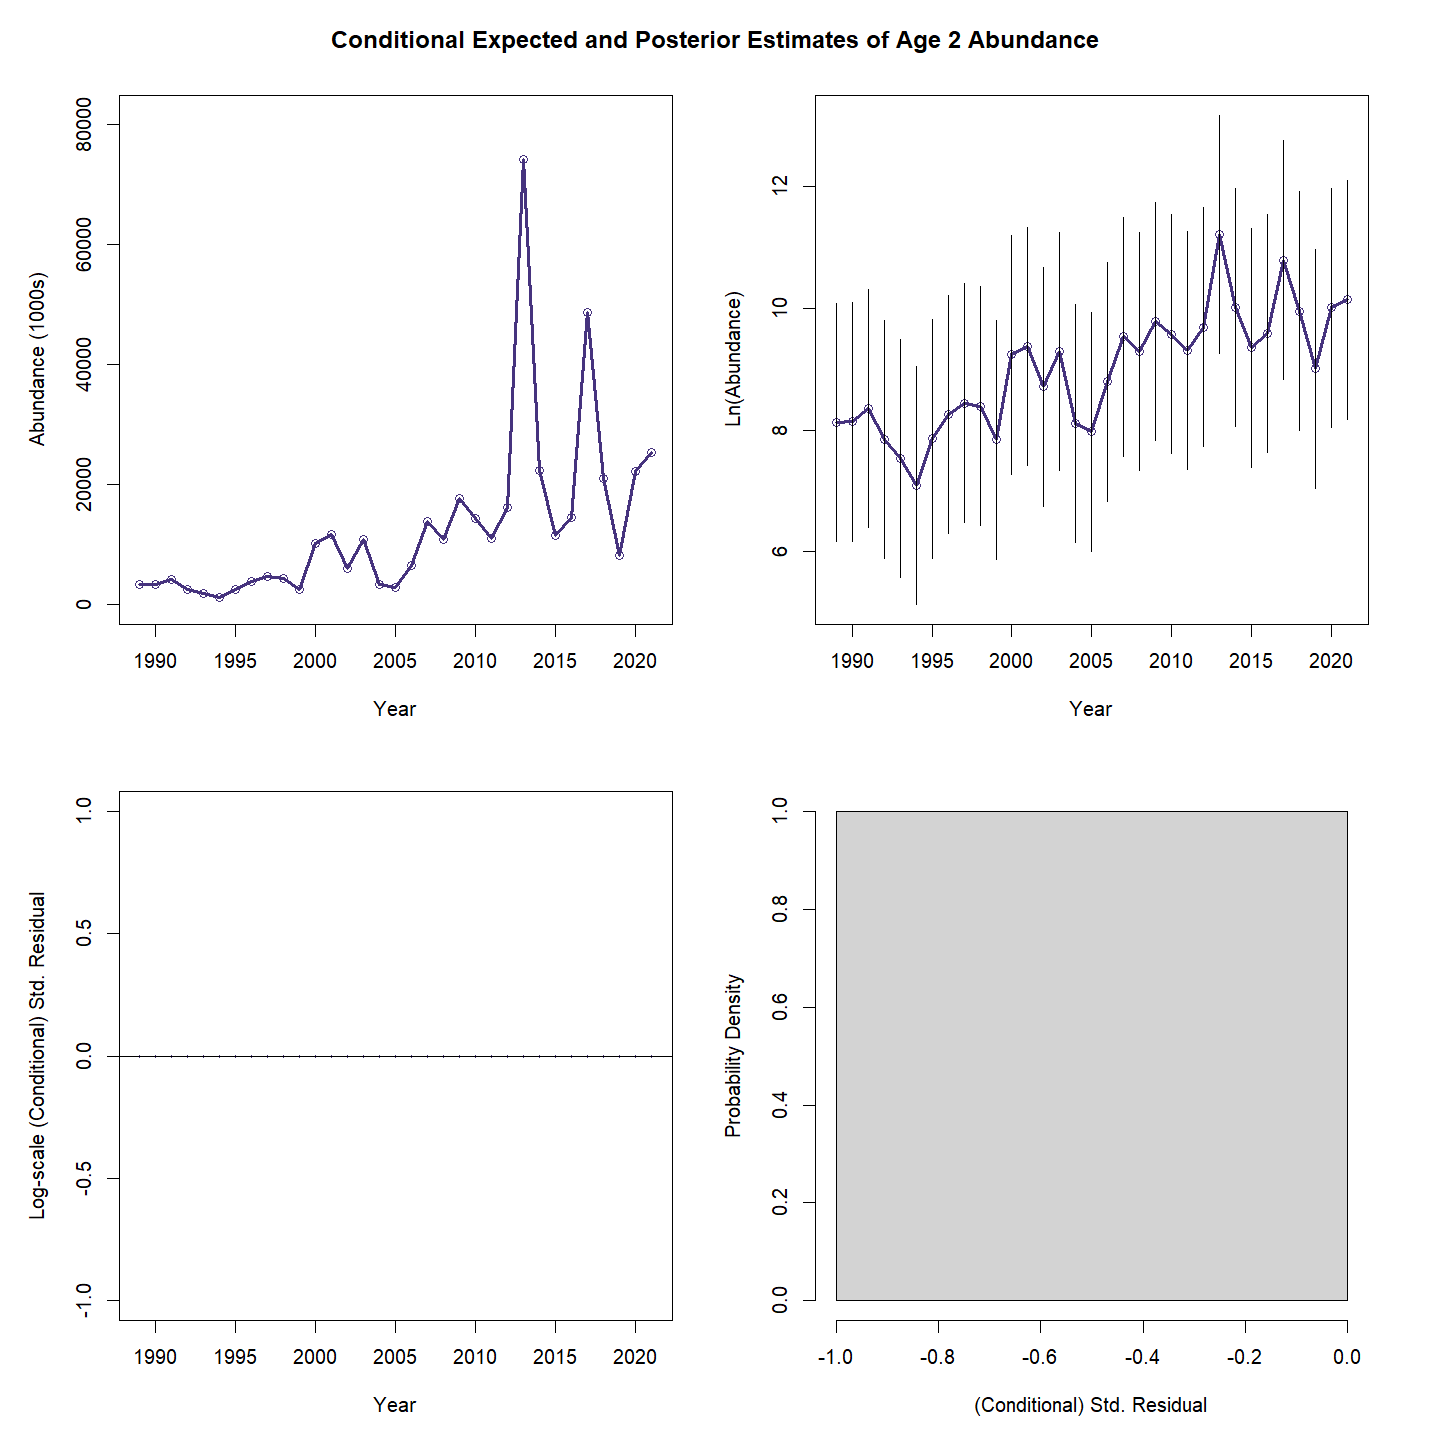 Conditional Expected and Posterior Estimates of Age 2 Abundance
Abundance (1000s)
80000
60000
40000
20000
0
1990 1995 2000 2005 2010 2015 2020
Year
Ln(Abundance)
12
10
8
6
1990 1995 2000 2005 2010 2015 2020
Year
Log-scale (Conditional) Std. Residual
1.0
0.5
0.0
-0.5
-1.0
1990 1995 2000 2005 2010 2015 2020
Year
Probability Density
1.0
0.8
0.6
0.4
0.2
0.0
-1.0 -0.8 -0.6 -0.4 -0.2 0.0
(Conditional) Std. Residual